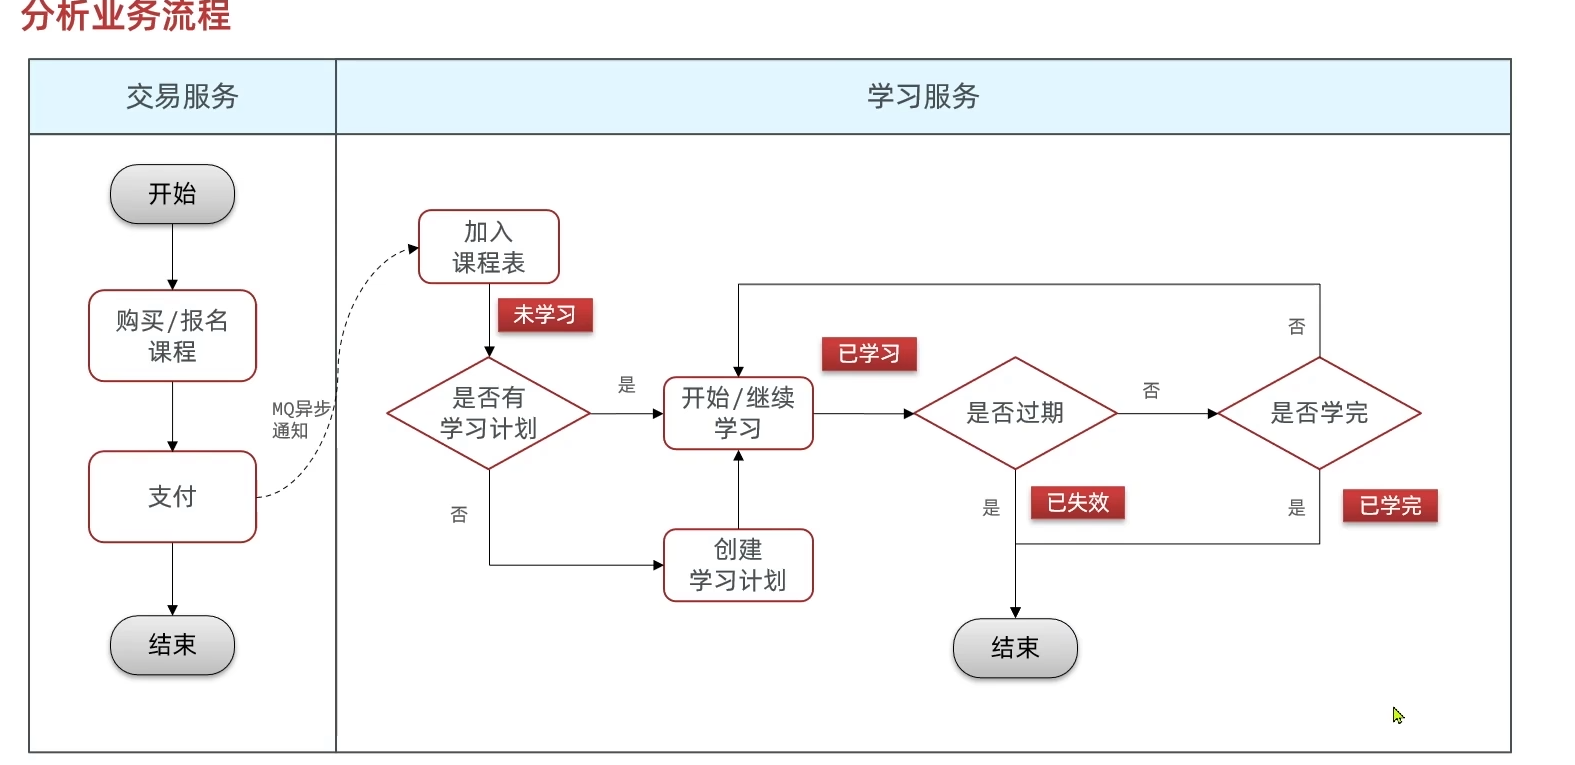 分析业务流程
交易服务
学习服务
开始
购买/报名
课程
MQ异步
通知
支付
结束
加入
课程表
未学习
是否有
学习计划
是
否
开始/继续
学习
创建
学习计划
已学习
是否过期
否
是
已失效
是否学完
否
是
已学完
结束